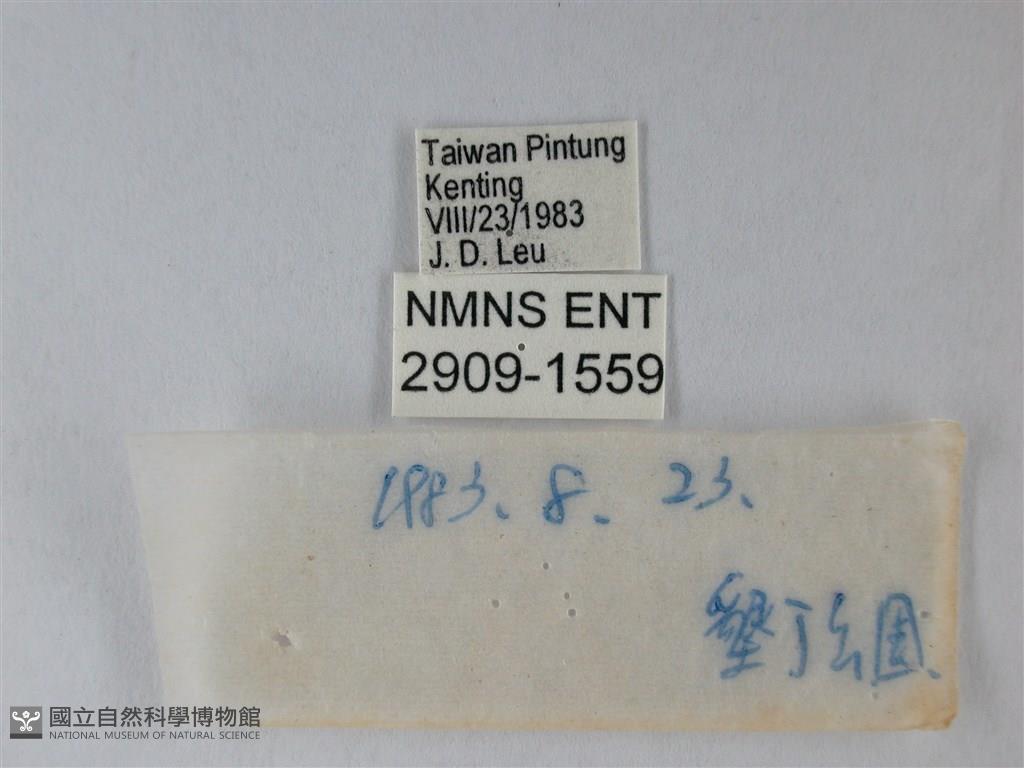 Taiwan Pintung
Kenting
VIII/23/1983
J. D. Leu
NMNS ENT
2909-1559
1983、8、23、
墾丁公園、
國立自然科學博物館
NATIONAL MUSEUM OF NATURAL SCIENCE